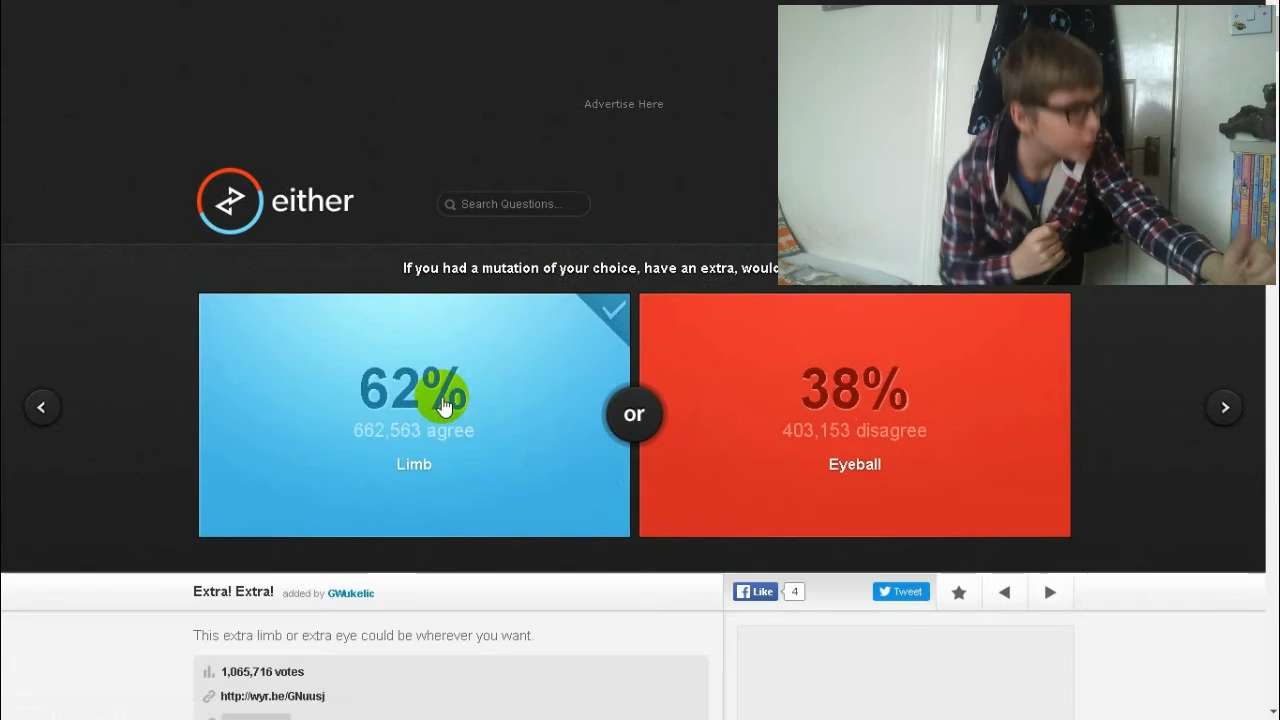 Advertise Here
either
Search Questions...
If you had a mutation of your choice, have an extra,
62%
38%
662,563 agree
or
403,153 disagree
Limb
Eyeball
Extra! Extra! added by GWukelic
Like 4
Tweet
This extra limb or extra eye could be wherever you want.
1,065,716 votes
http://wyr.be/GNuusj